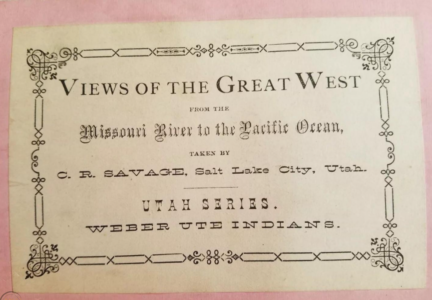 VIEWS OF THE GREAT WEST
FROM THE
Missouri River to the Pacific Ocean,
TAKEN BY
C. R. SAVAGE, Salt Lake City, Utah.
UTAH SERIES.
WEBER UTE INDIANS.